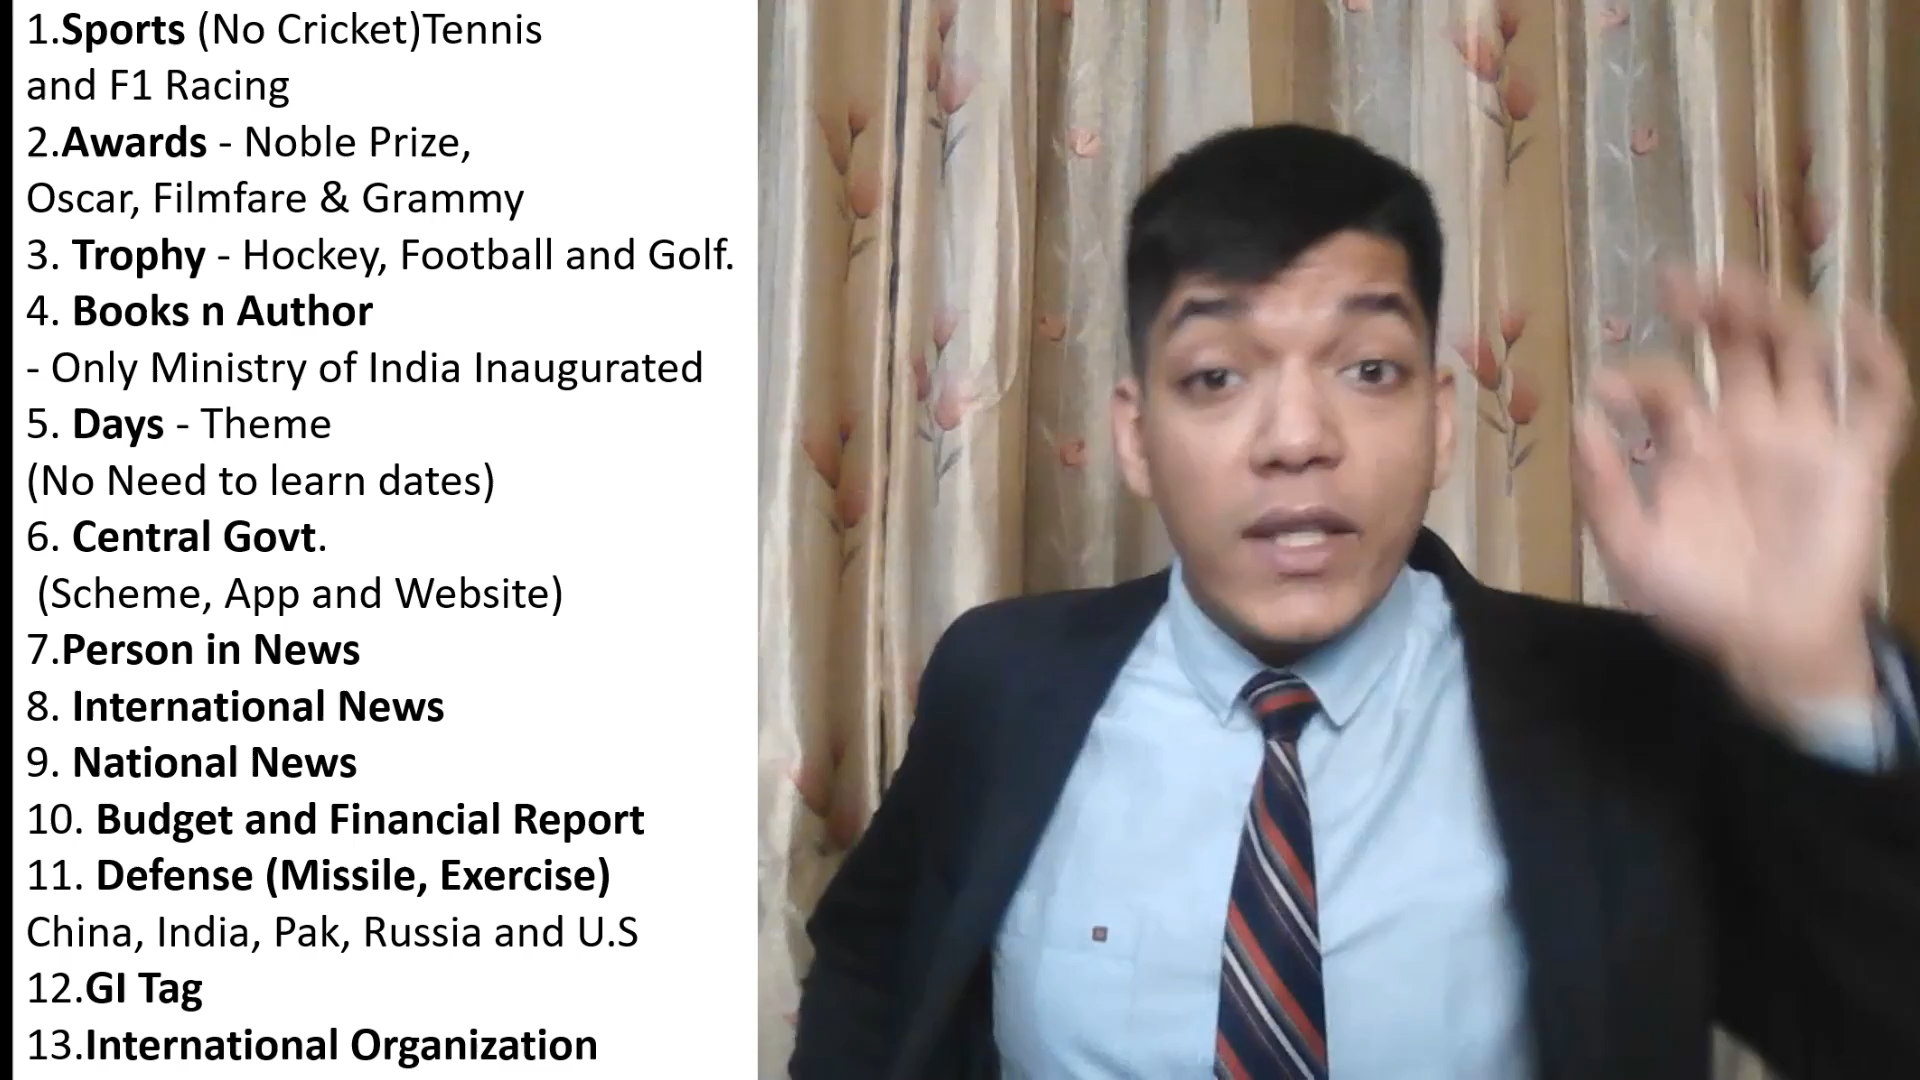 1.Sports (No Cricket)Tennis
and F1 Racing
2.Awards - Noble Prize,
Oscar, Filmfare & Grammy
3. Trophy - Hockey, Football and Golf.
4. Books n Author
- Only Ministry of India Inaugurated
5. Days - Theme
(No Need to learn dates)
6. Central Govt.
(Scheme, App and Website)
7.Person in News
8. International News
9. National News
10. Budget and Financial Report
11. Defense (Missile, Exercise)
China, India, Pak, Russia and U.S
12.GI Tag
13.International Organization